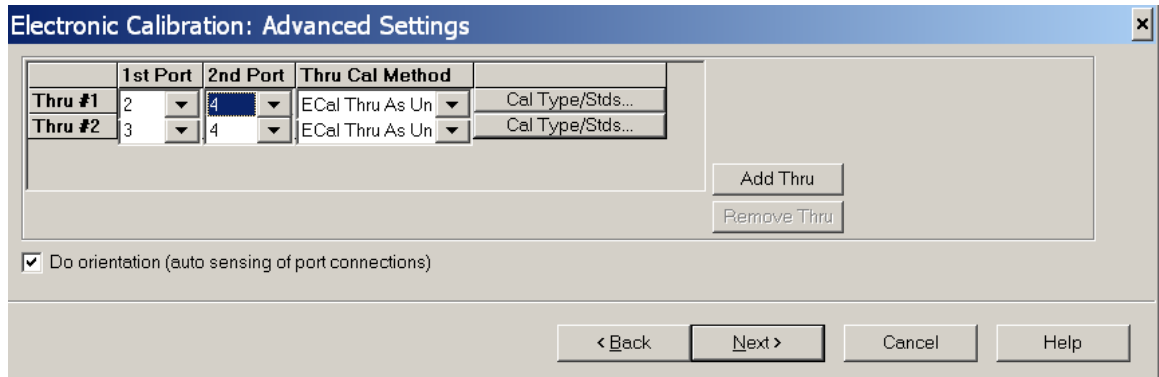 Electronic Calibration: Advanced Settings
1st Port 2nd Port Thru Cal Method
Thru #1 2 4 ECal Thru As Un Cal Type/Stds...
Thru #2 3 4 ECal Thru As Un Cal Type/Stds...
Add Thru
Remove Thru
Do orientation (auto sensing of port connections)
< Back Next > Cancel Help